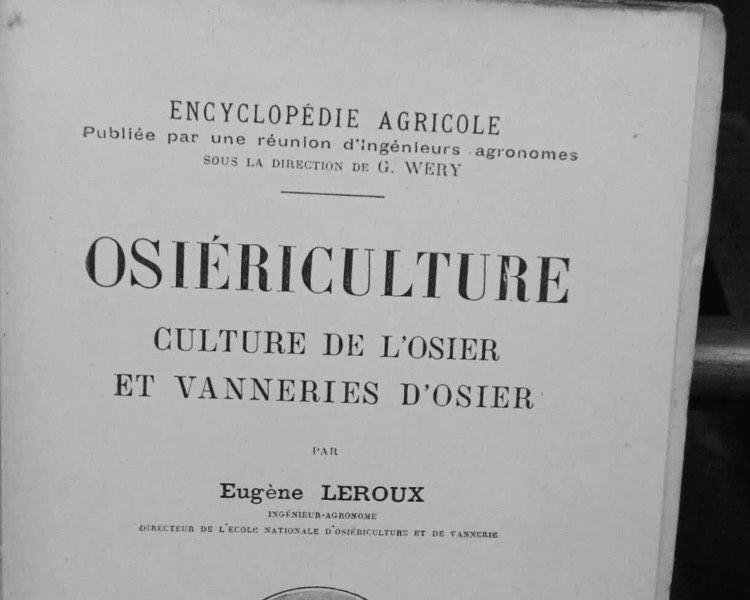 ENCYCLOPÉDIE AGRICOLE
Publiée par une réunion d'Ingénieurs agronomes
SOUS LA DIRECTION DE G. WERY
OSIÉRICULTURE
CULTURE DE L'OSIER
ET VANNERIES D'OSIER
PAR
Eugène LEROUX
INGÉNIEUR-AGRONOME
DIRECTEUR DE L'ÉCOLE NATIONALE D'OSIÉRICULTURE ET DE VANNERIE